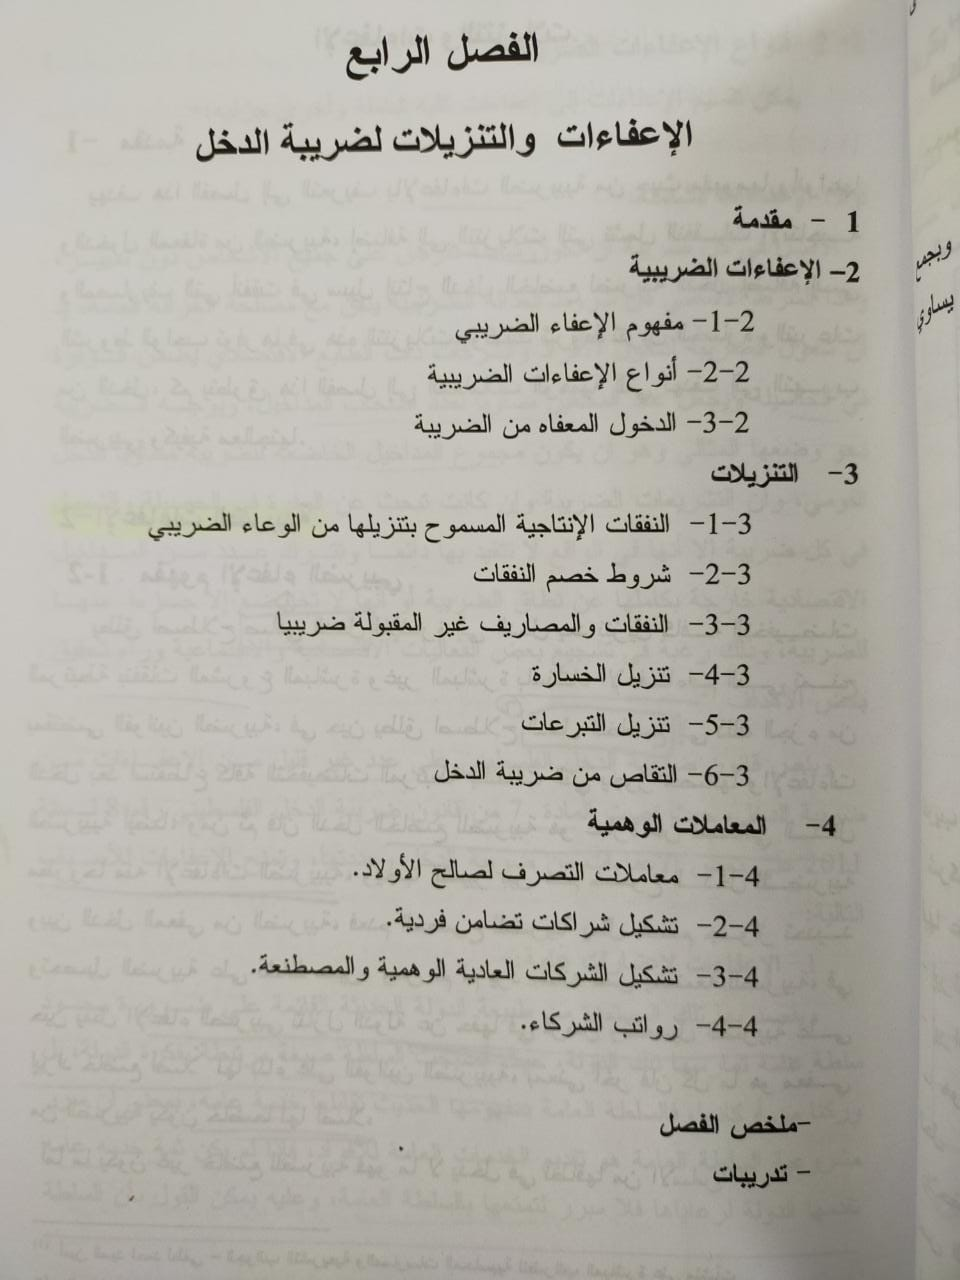 الفصل الرابع
الإعفاءات والتنزيلات لضريبة الدخل
1 - مقدمة
2- الإعفاءات الضريبية
2-1- مفهوم الإعفاء الضريبي
2-2- أنواع الإعفاءات الضريبية
2-3- الدخول المعفاه من الضريبة
3- التنزيلات
3-1- النفقات الإنتاجية المسموح بتنزيلها من الوعاء الضريبي
3-2- شروط خصم النفقات
3-3- النفقات والمصاريف غير المقبولة ضريبيا
3-4- تنزيل الخسارة
3-5- تنزيل التبرعات
3-6- التقاص من ضريبة الدخل
4- المعاملات الوهمية
4-1- معاملات التصرف لصالح الأولاد.
4-2- تشكيل شراكات تضامن فردية.
4-3- تشكيل الشركات العادية الوهمية والمصطنعة.
4-4- رواتب الشركاء.
-ملخص الفصل
- تدريبات
وبجمع
يساوي